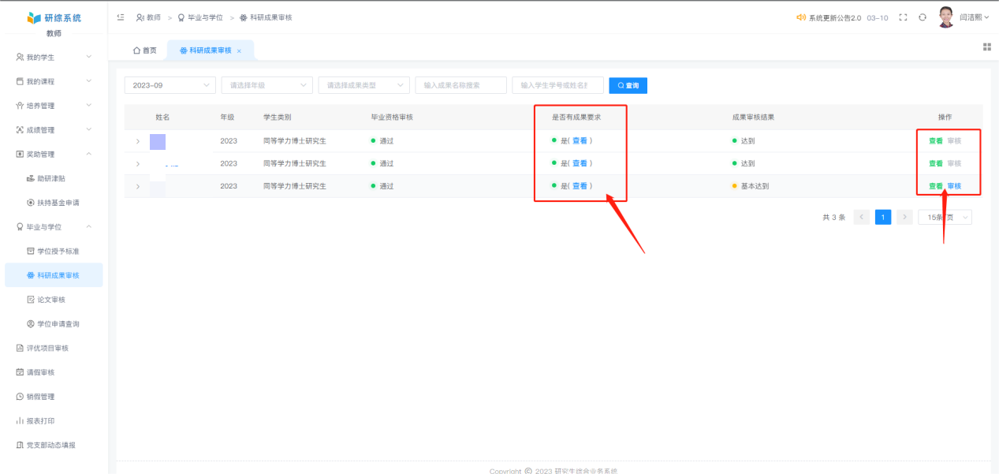 研综系统
教师
我的学生
我的课程
培养管理
成绩管理
奖助管理
助研津贴
扶持基金申请
毕业与学位
学位授予标准
科研成果审核
论文审核
学位申请查询
评优项目审核
请假审核
销假管理
报表打印
党支部动态填报
教师 > 毕业与学位 > 科研成果审核
系统更新公告2.0 03-10 闫洁熙
首页 科研成果审核 ×
2023-09 请选择年级 请选择成果类型 输入成果名称搜索 输入学生学号或姓名 查询
姓名 年级 学生类别 毕业资格审核 是否有成果要求 成果审核结果 操作
2023 同等学力博士研究生 通过 是( 查看 ) 达到 查看 审核
2023 同等学力博士研究生 通过 是( 查看 ) 达到 查看 审核
2023 同等学力博士研究生 通过 是( 查看 ) 基本达到 查看 审核
共 3 条 < 1 > 15条 页
Copyright © 2023 研究生综合业务系统